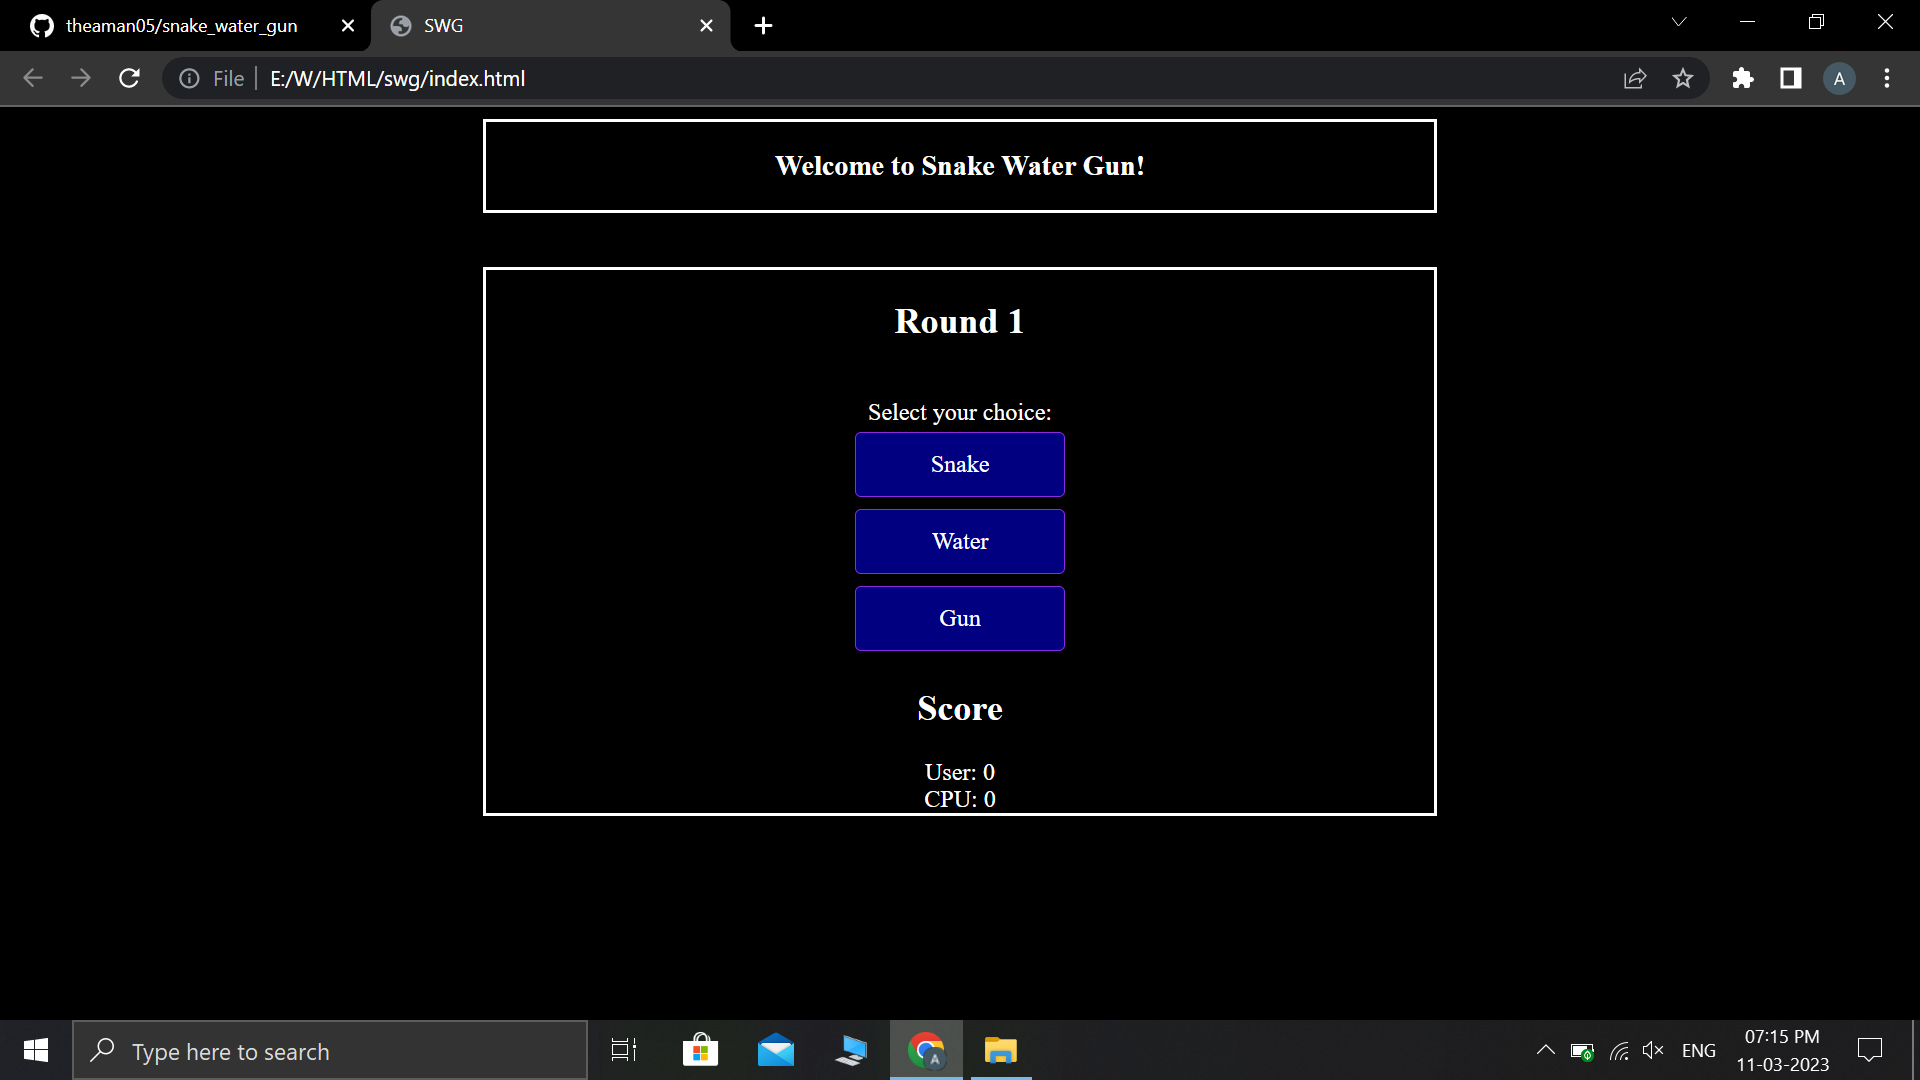 theaman05/snake_water_gun
SWG
File
E:/W/HTML/swg/index.html
A
Welcome to Snake Water Gun!
Round 1
Select your choice:
Snake
Water
Gun
Score
User: 0
CPU: 0
Type here to search
A
ENG
07:15 PM
11-03-2023